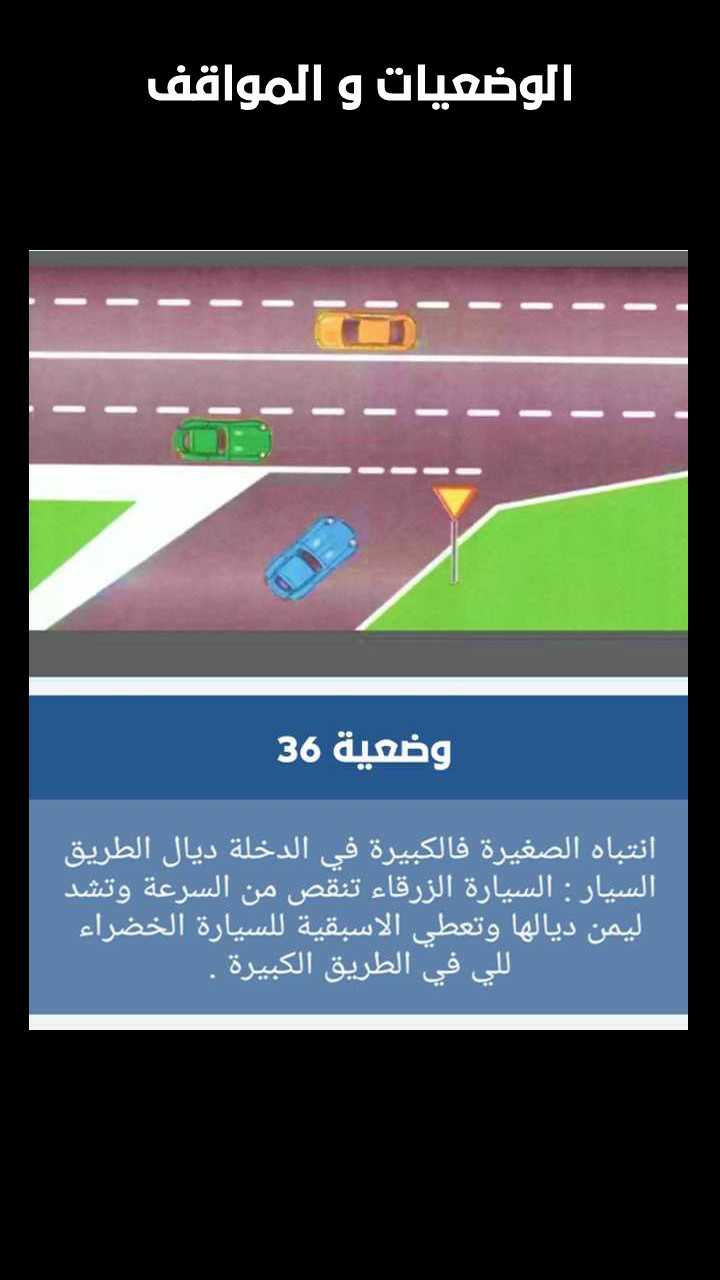 الوضعيات و المواقف
وضعية 36
انتباه الصغيرة فالكبيرة في الدخلة ديال الطريق
السيار : السيارة الزرقاء تنقص من السرعة وتشد
ليمن ديالها وتعطي الاسبقية للسيارة الخضراء
للي في الطريق الكبيرة .